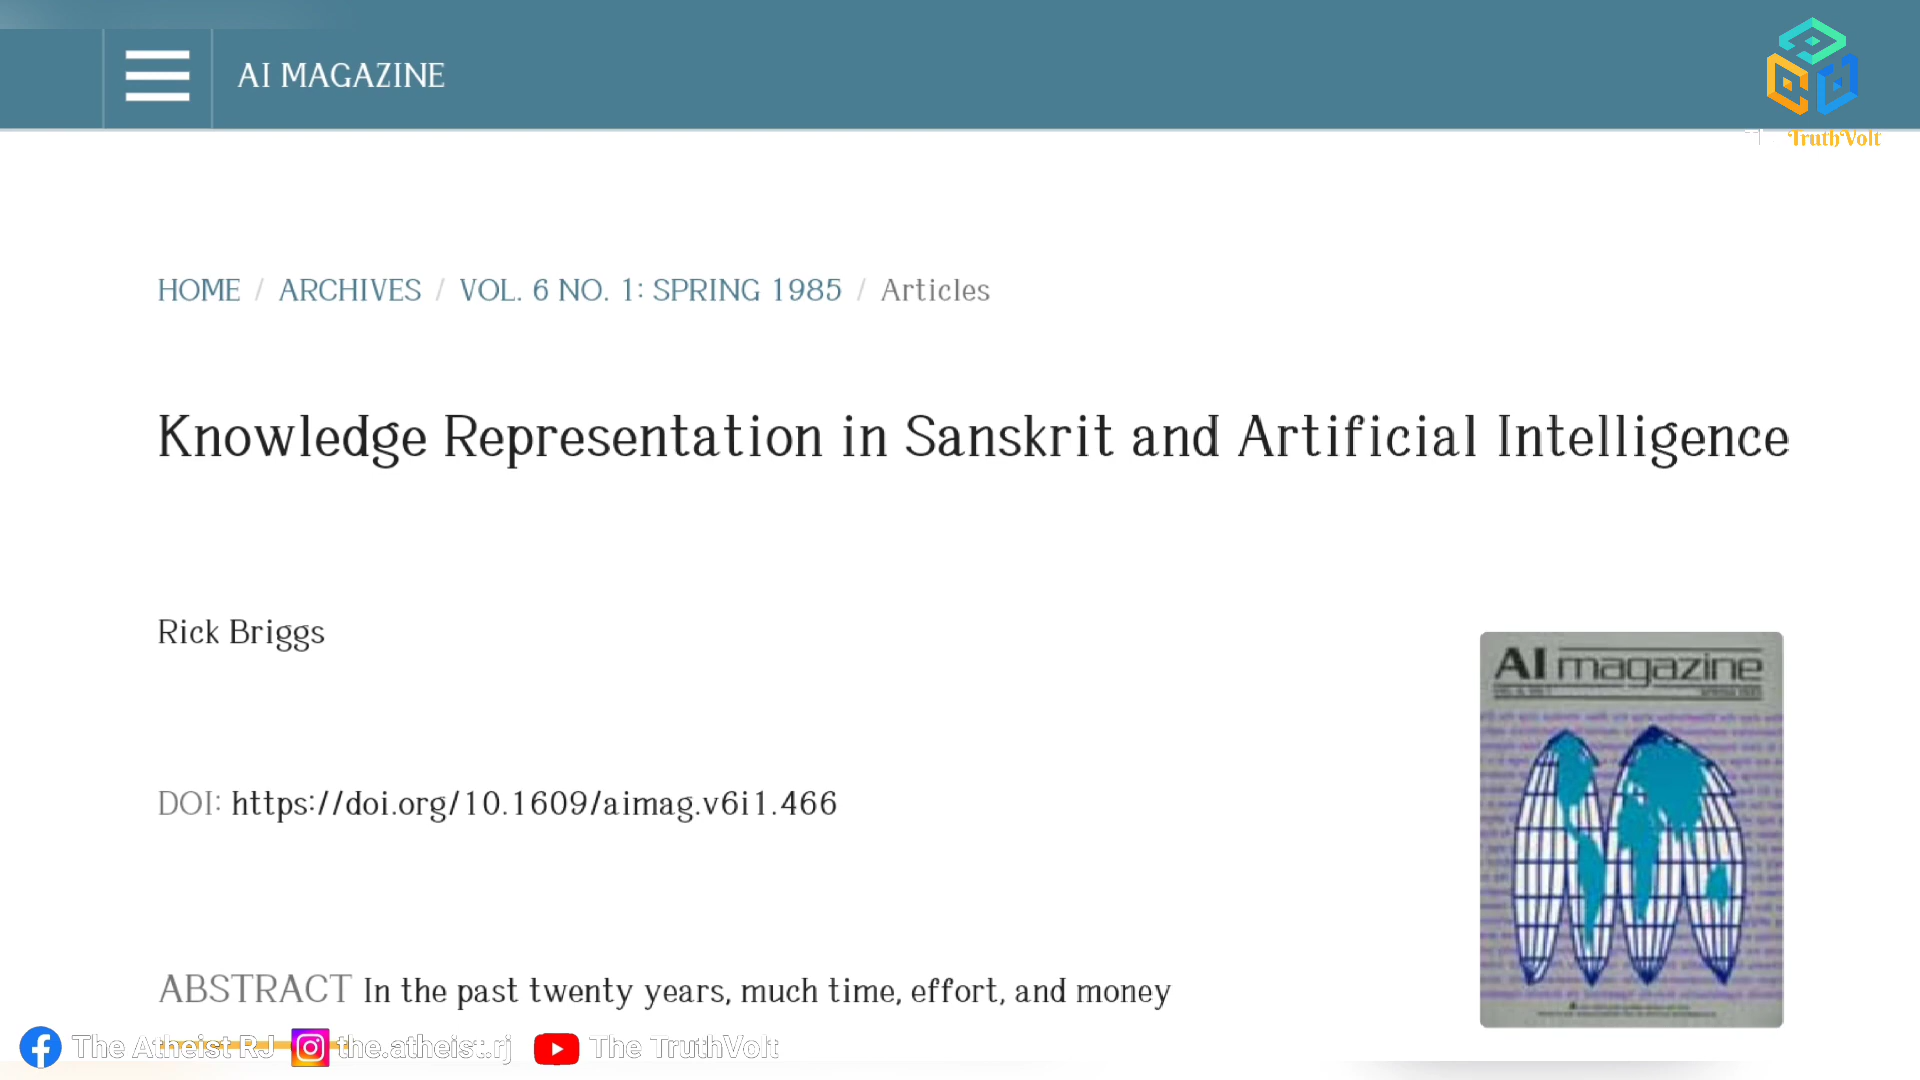 AI MAGAZINE
TruthVolt
HOME / ARCHIVES / VOL. 6 NO. 1: SPRING 1985 / Articles
Knowledge Representation in Sanskrit and Artificial Intelligence
Rick Briggs
AI magazine
DOI: https://doi.org/10.1609/aimag.v6i1.466
ABSTRACT In the past twenty years, much time, effort, and money
The Atheist RJ the.atheist.rj The TruthVolt